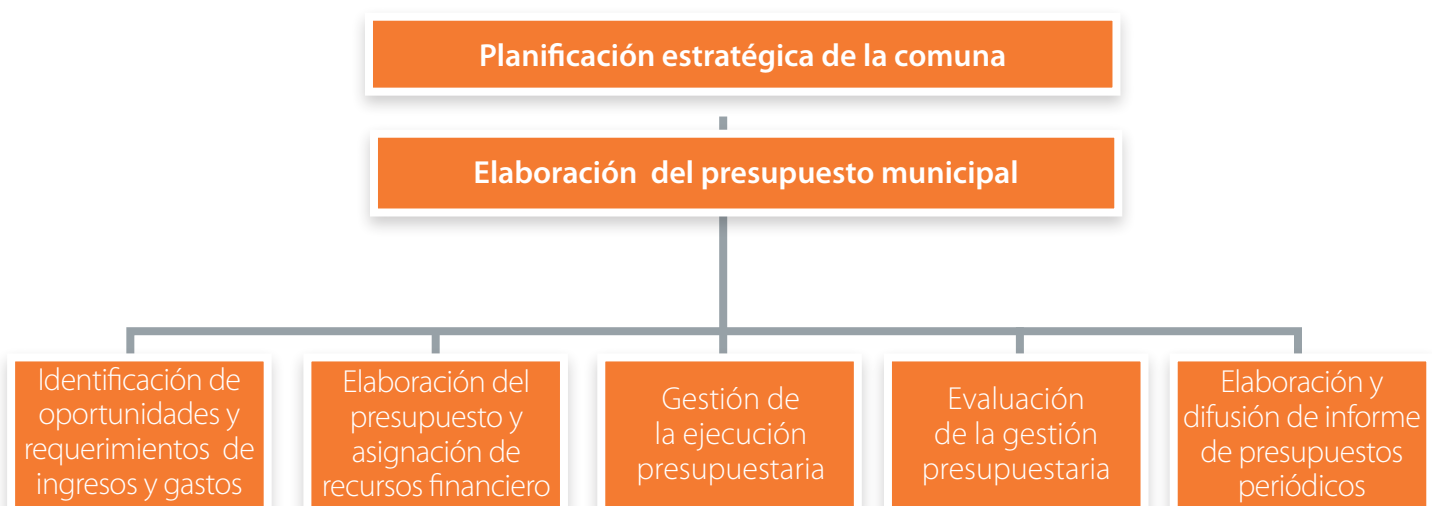 Planificación estratégica de la comuna
Elaboración del presupuesto municipal
Identificación de
oportunidades y
requerimientos de
ingresos y gastos
Elaboración del
presupuesto y
asignación de
recursos financiero
Gestión de
la ejecución
presupuestaria
Evaluación
de la gestión
presupuestaria
Elaboración y
difusión de informe
de presupuestos
periódicos